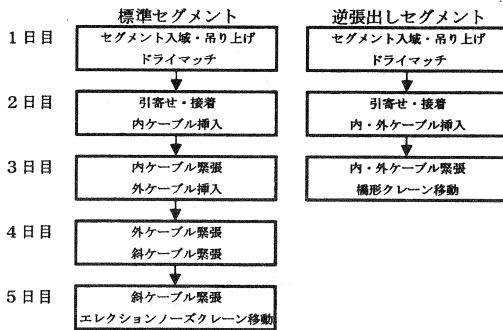 標準セグメント
逆張出しセグメント
1日目
セグメント入域・吊り上げ
ドライマッチ
セグメント入域・吊り上げ
ドライマッチ
2日目
引寄せ・接着
内ケーブル挿入
引寄せ・接着
内・外ケーブル挿入
3日目
内ケーブル緊張
外ケーブル挿入
内・外ケーブル緊張
橋形クレーン移動
4日目
外ケーブル緊張
斜ケーブル緊張
5日目
斜ケーブル緊張
エレクションノーズクレーン移動